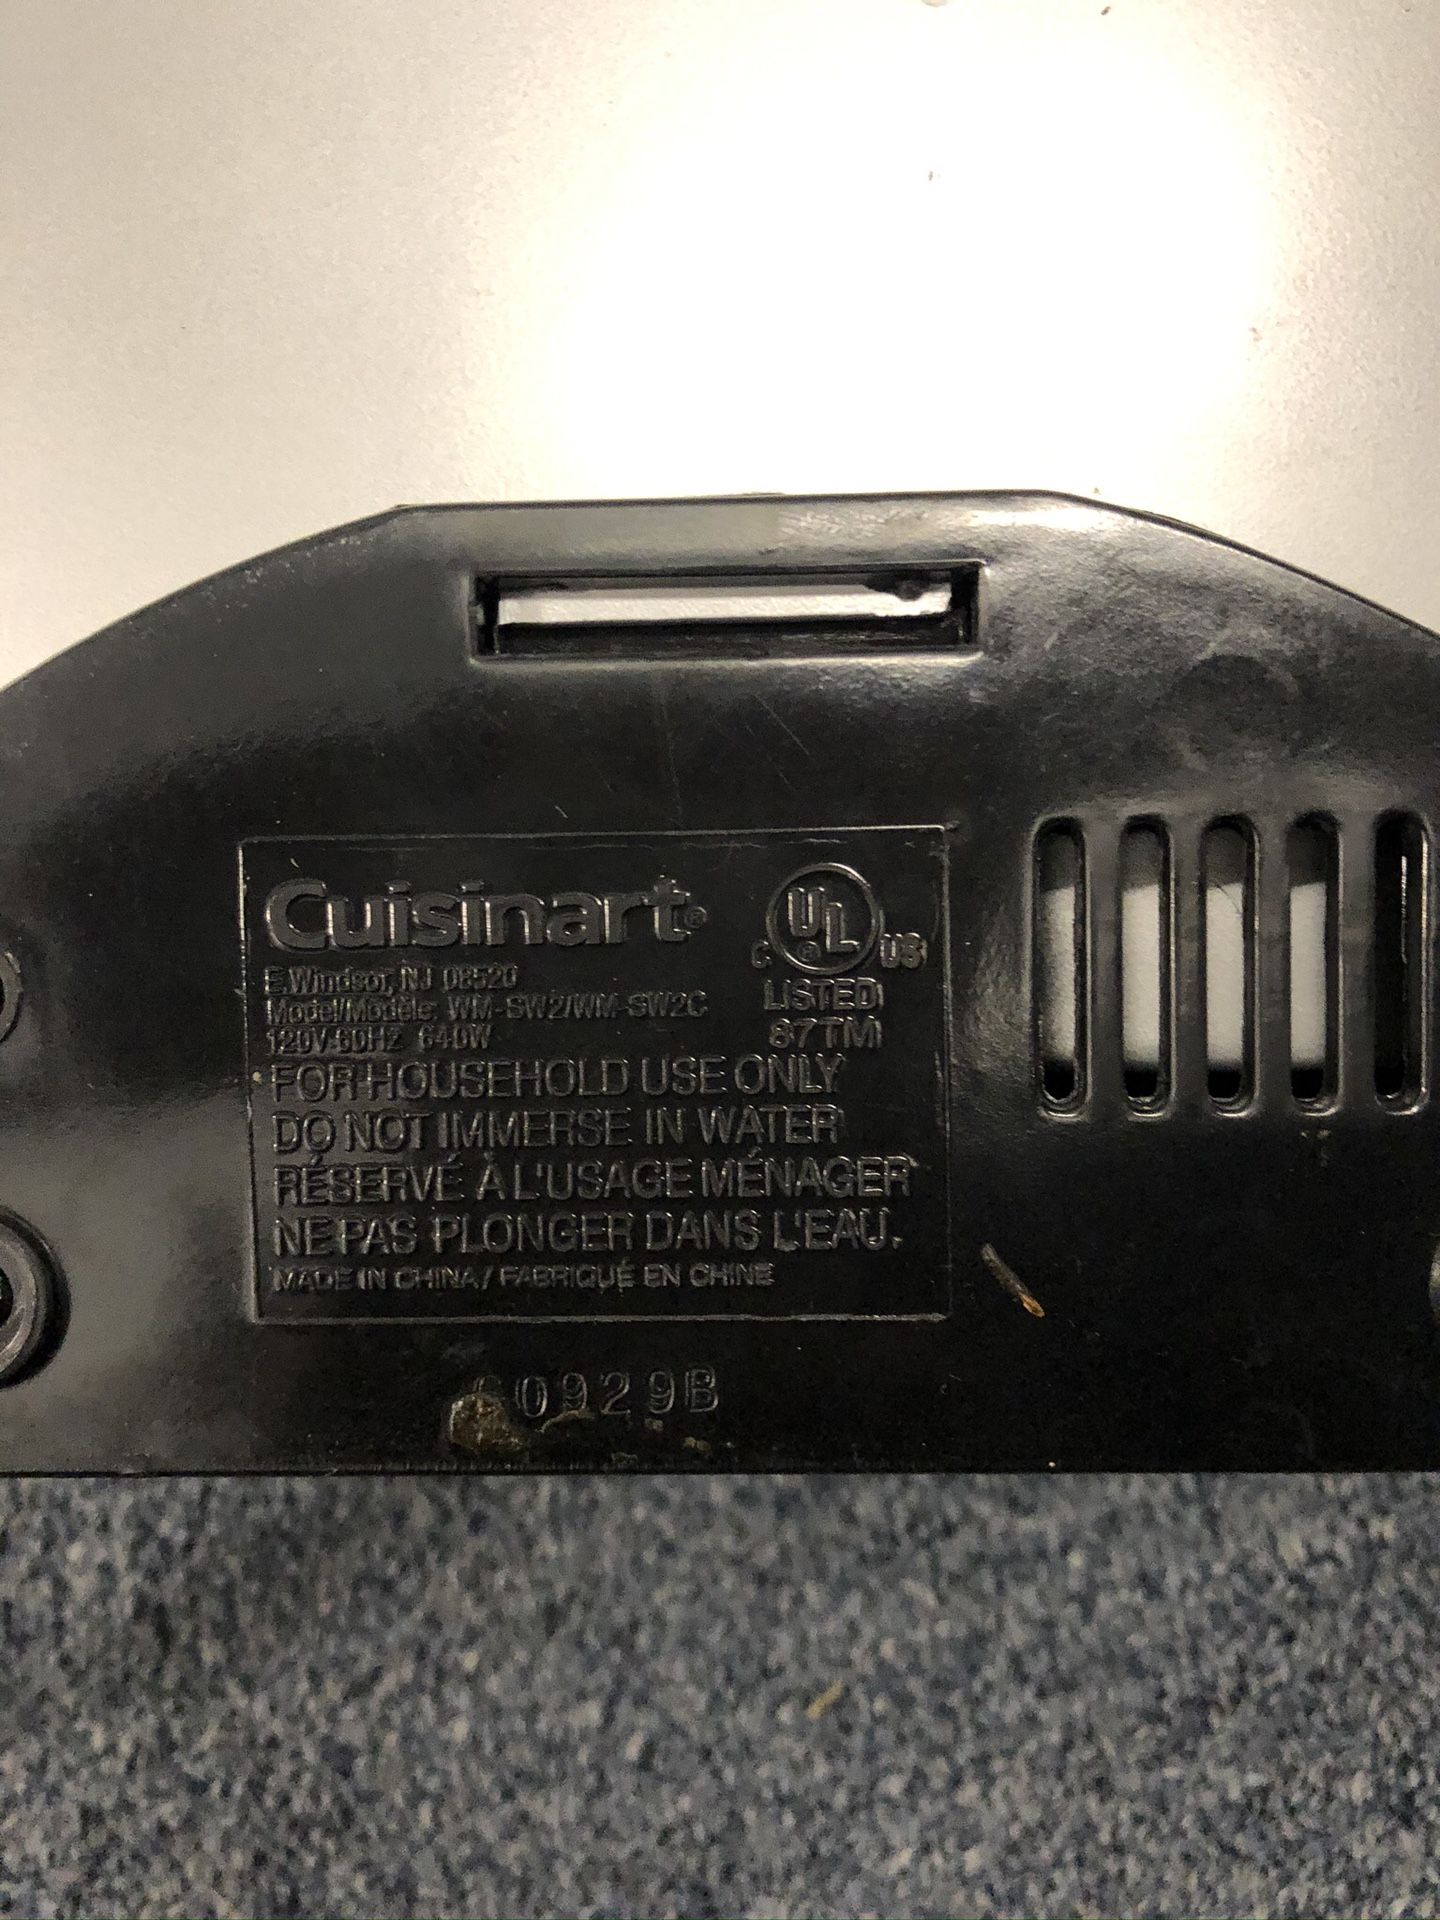 Cuisinart®
E.Windsor, NJ 08520
Model/Modèle: WM-SW2/WM-SW2C
120V 60Hz 640W
C UL® US
LISTED
87TM
FOR HOUSEHOLD USE ONLY
DO NOT IMMERSE IN WATER
RÉSERVÉ À L'USAGE MÉNAGER
NE PAS PLONGER DANS L'EAU.
MADE IN CHINA / FABRIQUÉ EN CHINE